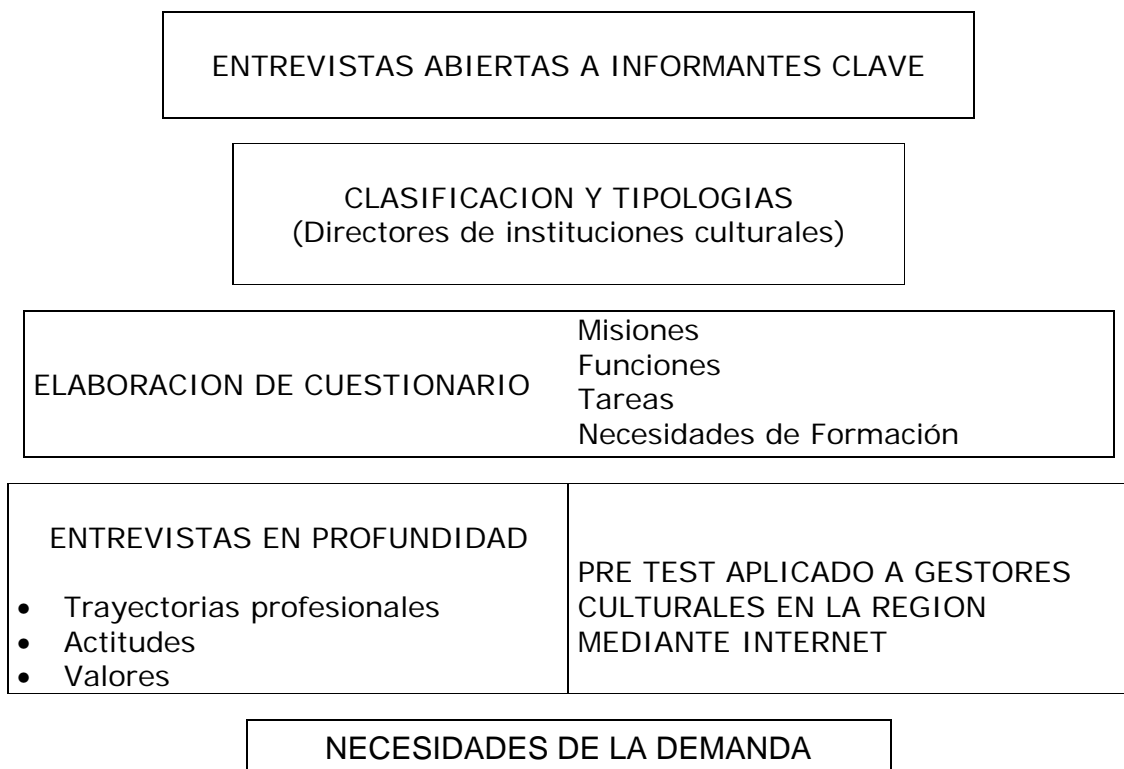 ENTREVISTAS ABIERTAS A INFORMANTES CLAVE
CLASIFICACION Y TIPOLOGIAS
(Directores de instituciones culturales)
ELABORACION DE CUESTIONARIO
Misiones
Funciones
Tareas
Necesidades de Formación
ENTREVISTAS EN PROFUNDIDAD
• Trayectorias profesionales
• Actitudes
• Valores
PRE TEST APLICADO A GESTORES
CULTURALES EN LA REGION
MEDIANTE INTERNET
NECESIDADES DE LA DEMANDA